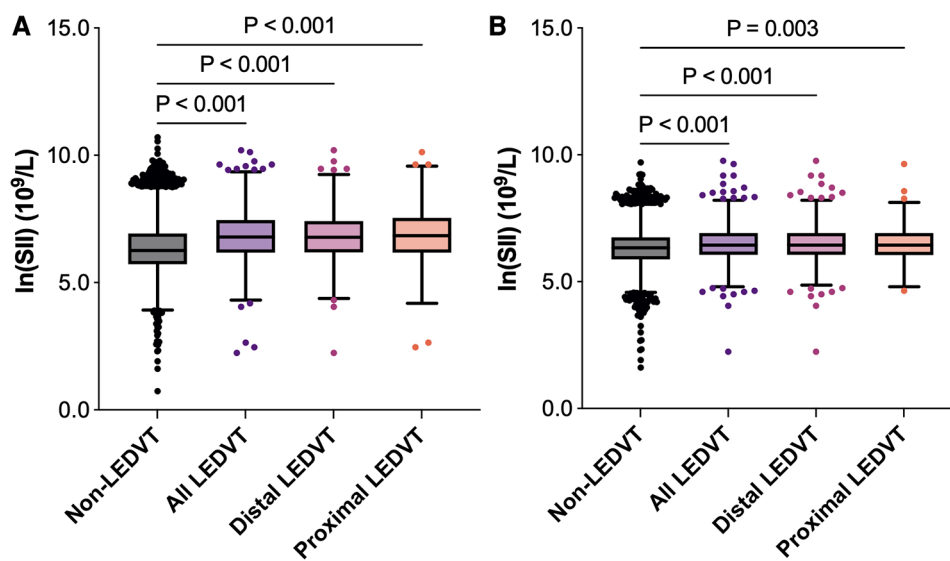 A
ln(SII) (10⁹/L)
15.0
10.0
5.0
0.0
P < 0.001
P < 0.001
P < 0.001
Non-LEDVT
All LEDVT
Distal LEDVT
Proximal LEDVT
B
ln(SII) (10⁹/L)
15.0
10.0
5.0
0.0
P = 0.003
P < 0.001
P < 0.001
Non-LEDVT
All LEDVT
Distal LEDVT
Proximal LEDVT